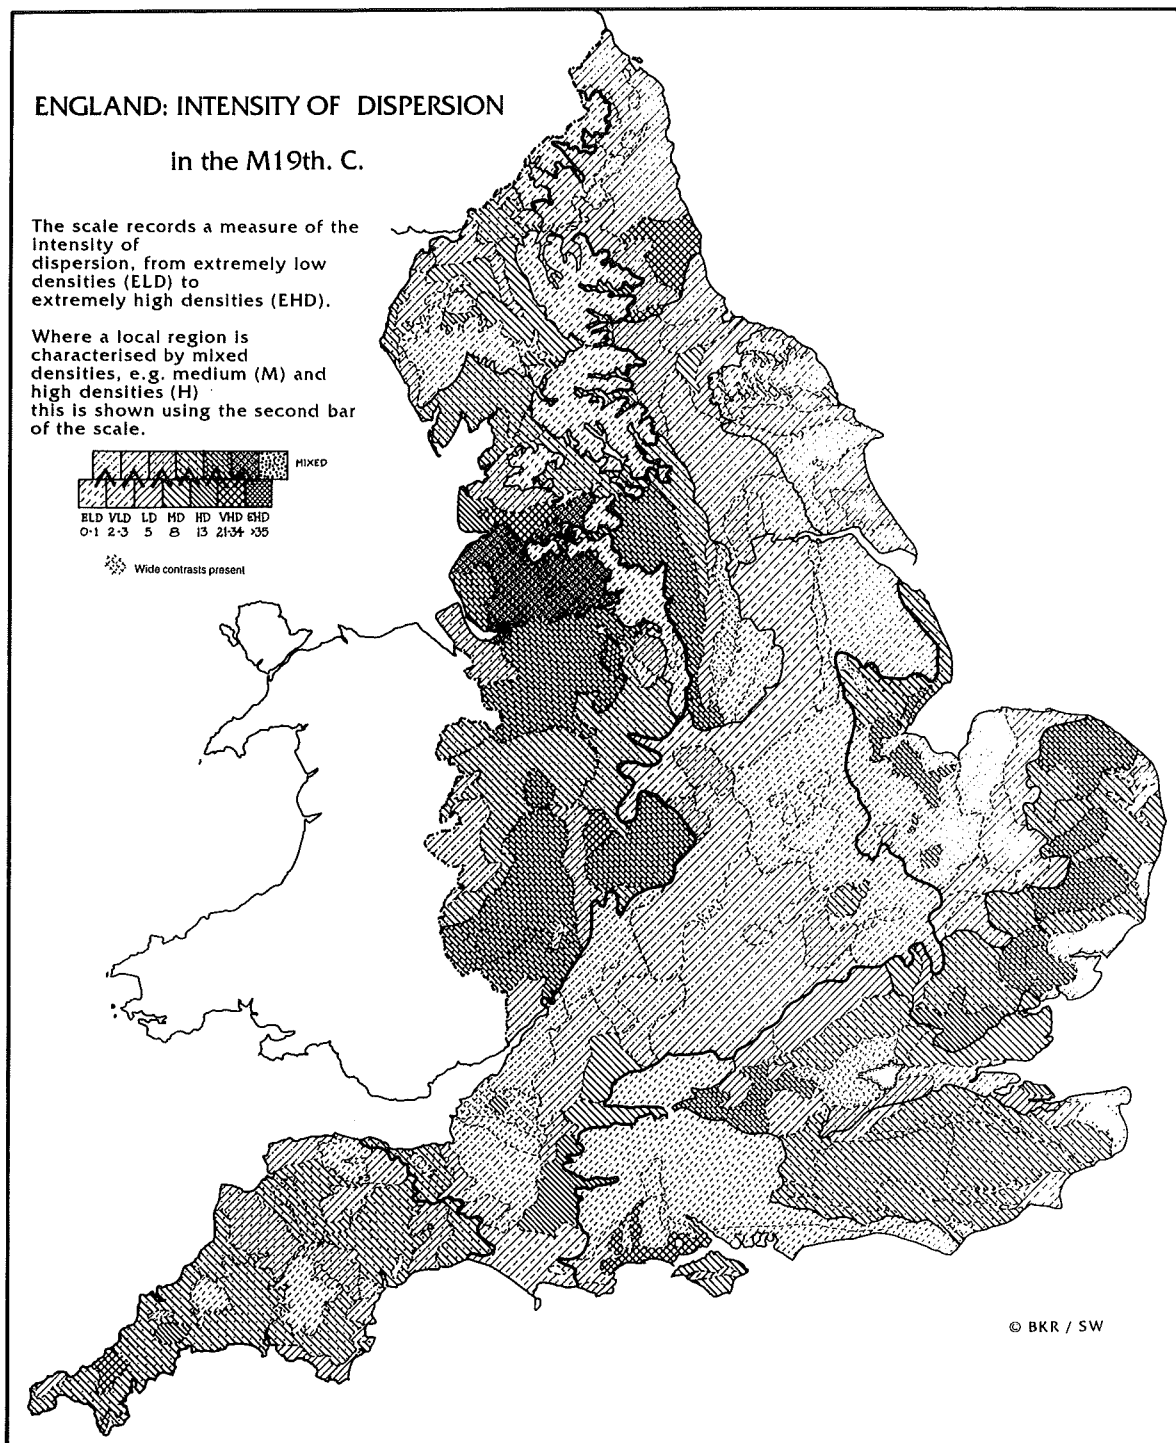 ENGLAND: INTENSITY OF DISPERSION
in the M19th. C.
The scale records a measure of the
intensity of
dispersion, from extremely low
densities (ELD) to
extremely high densities (EHD).
Where a local region is
characterised by mixed
densities, e.g. medium (M) and
high densities (H)
this is shown using the second bar
of the scale.
MIXED
ELD VLD LD MD HD VHD EHD
0-1 2-3 5 8 13 21-34 >35
Wide contrasts present
© BKR / SW